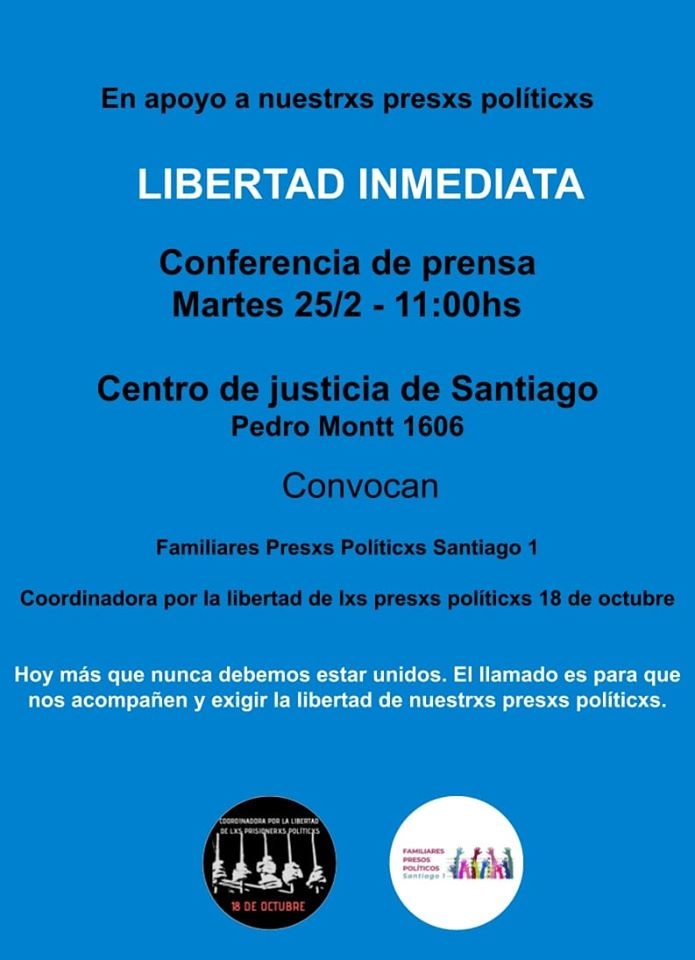 En apoyo a nuestrxs presxs políticxs
LIBERTAD INMEDIATA
Conferencia de prensa
Martes 25/2 - 11:00hs
Centro de justicia de Santiago
Pedro Montt 1606
Convocan
Familiares Presxs Políticxs Santiago 1
Coordinadora por la libertad de lxs presxs políticxs 18 de octubre
Hoy más que nunca debemos estar unidos. El llamado es para que
nos acompañen y exigir la libertad de nuestrxs presxs políticxs.
COORDINADORA POR LA LIBERTAD
DE LXS PRISIONERXS POLÍTICXS
18 DE OCTUBRE
FAMILIARES
PRESOS
POLÍTICOS
Santiago 1